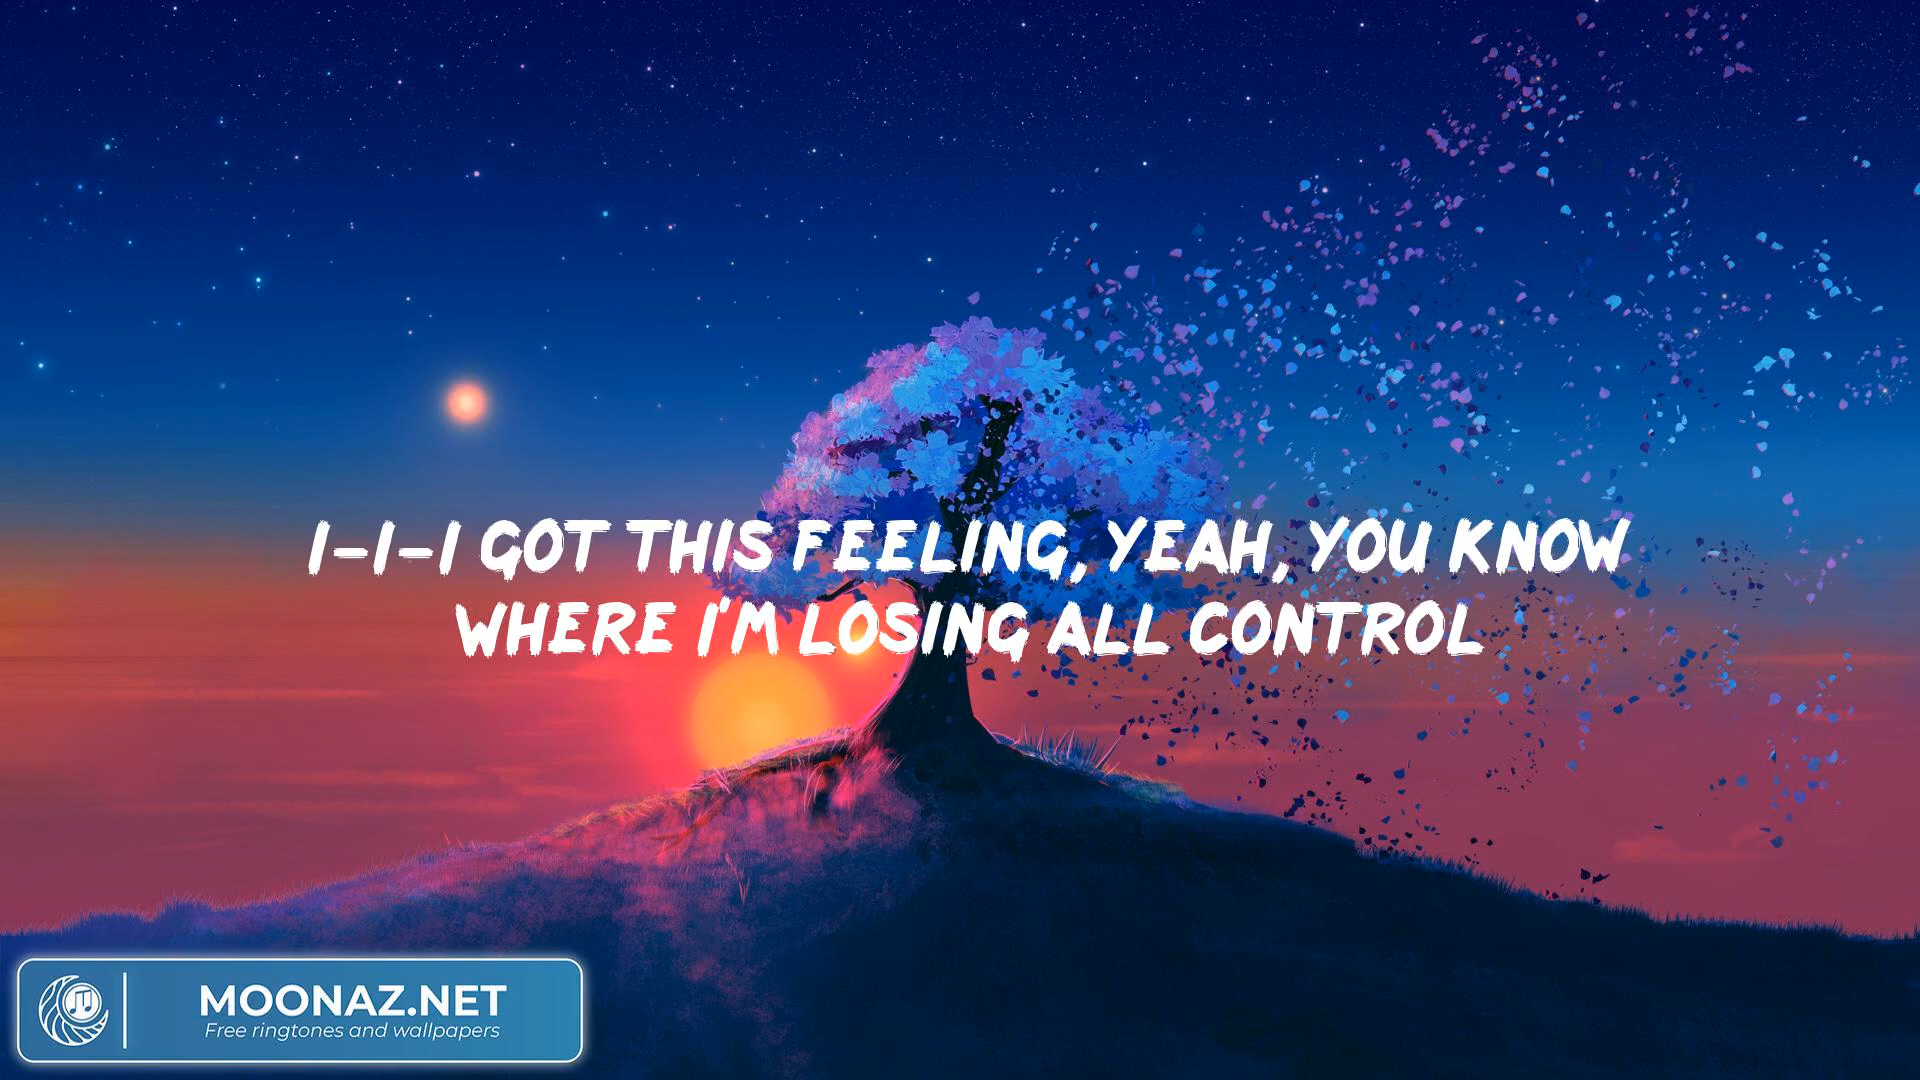 I-I-I GOT THIS FEELING, YEAH, YOU KNOW
WHERE I'M LOSING ALL CONTROL
MOONAZ.NET
Free ringtones and wallpapers